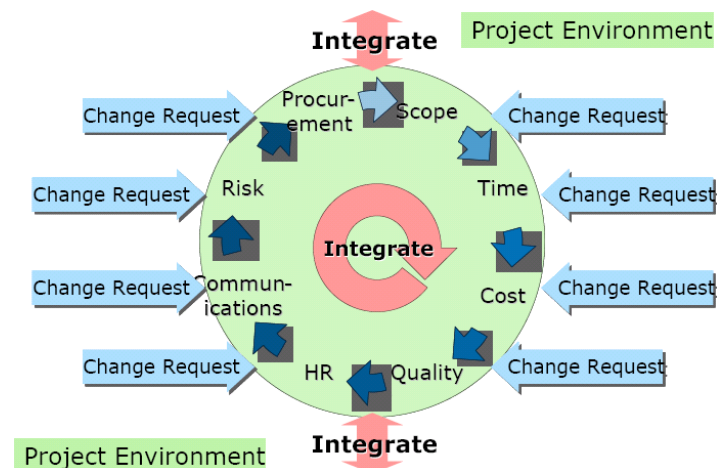 Integrate
Project Environment
Procur-
ement
Scope
Change Request
Change Request
Risk
Time
Change Request
Change Request
Integrate
Commun-
ications
Cost
Change Request
Change Request
HR
Quality
Change Request
Change Request
Integrate
Project Environment